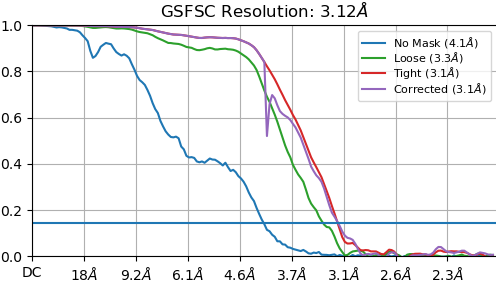 GSFSC Resolution: 3.12Å
1.0
0.8
0.6
0.4
0.2
0.0
No Mask (4.1Å)
Loose (3.3Å)
Tight (3.1Å)
Corrected (3.1Å)
DC 18Å 9.2Å 6.1Å 4.6Å 3.7Å 3.1Å 2.6Å 2.3Å